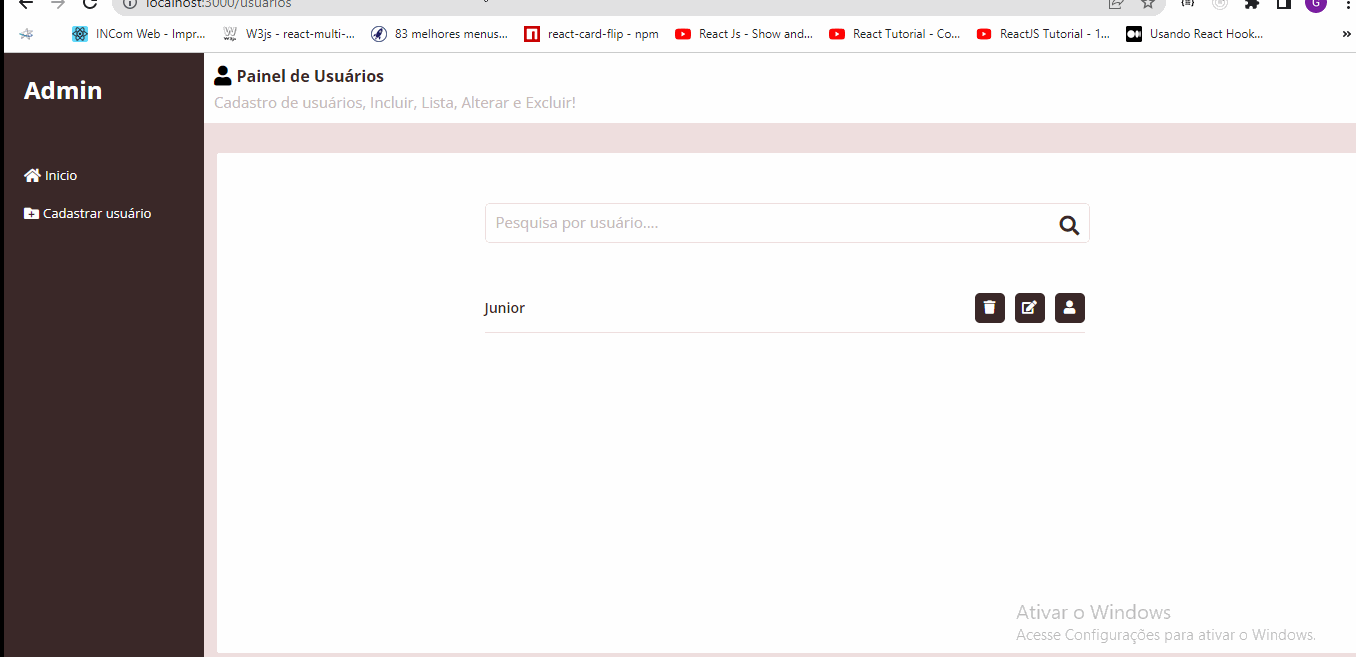 localhost:3000/usuarios
INCom Web - Impr... W3js - react-multi-... 83 melhores menus... react-card-flip - npm React Js - Show and... React Tutorial - Co... ReactJS Tutorial - 1... Usando React Hook... »
Admin
Painel de Usuários
Cadastro de usuários, Incluir, Lista, Alterar e Excluir!
Inicio
Cadastrar usuário
Pesquisa por usuário....
Junior
Ativar o Windows
Acesse Configurações para ativar o Windows.